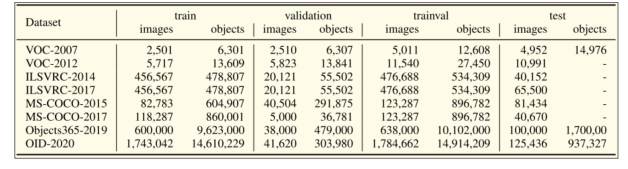 Dataset train validation trainval test
images objects images objects images objects images objects
VOC-2007 2,501 6,301 2,510 6,307 5,011 12,608 4,952 14,976
VOC-2012 5,717 13,609 5,823 13,841 11,540 27,450 10,991 -
ILSVRC-2014 456,567 478,807 20,121 55,502 476,688 534,309 40,152 -
ILSVRC-2017 456,567 478,807 20,121 55,502 476,688 534,309 65,500 -
MS-COCO-2015 82,783 604,907 40,504 291,875 123,287 896,782 81,434 -
MS-COCO-2017 118,287 860,001 5,000 36,781 123,287 896,782 40,670 -
Objects365-2019 600,000 9,623,000 38,000 479,000 638,000 10,102,000 100,000 1,700,00
OID-2020 1,743,042 14,610,229 41,620 303,980 1,784,662 14,914,209 125,436 937,327